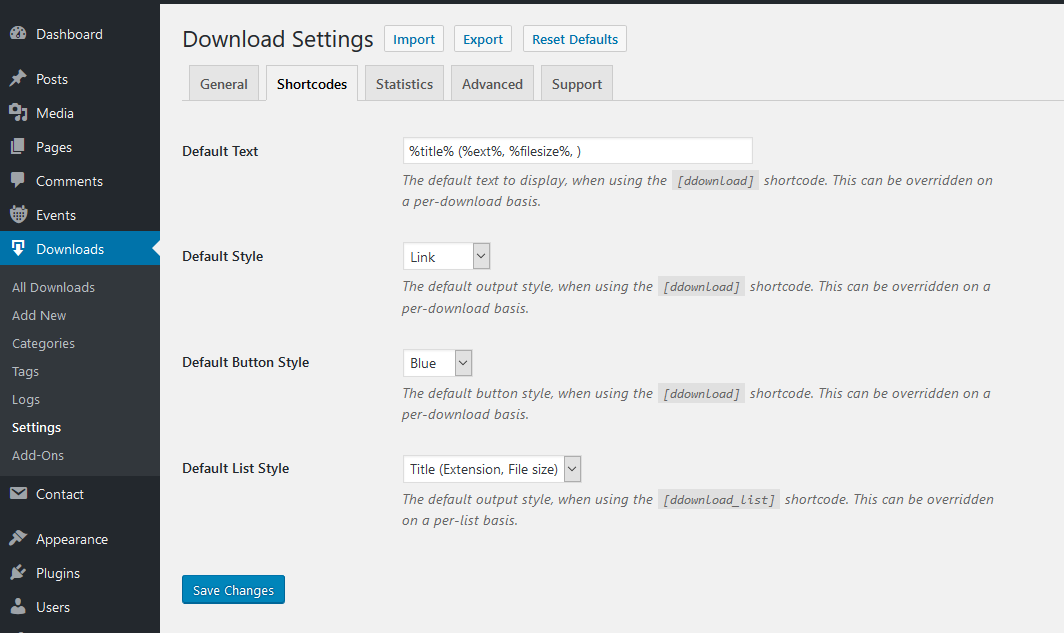 Dashboard
Posts
Media
Pages
Comments
Events
Downloads
All Downloads
Add New
Categories
Tags
Logs
Settings
Add-Ons
Contact
Appearance
Plugins
Users
Download Settings Import Export Reset Defaults
General Shortcodes Statistics Advanced Support
Default Text %title% (%ext%, %filesize%, )
The default text to display, when using the [ddownload] shortcode. This can be overridden on
a per-download basis.
Default Style Link
The default output style, when using the [ddownload] shortcode. This can be overridden on a
per-download basis.
Default Button Style Blue
The default button style, when using the [ddownload] shortcode. This can be overridden on a
per-download basis.
Default List Style Title (Extension, File size)
The default output style, when using the [ddownload_list] shortcode. This can be overridden
on a per-list basis.
Save Changes